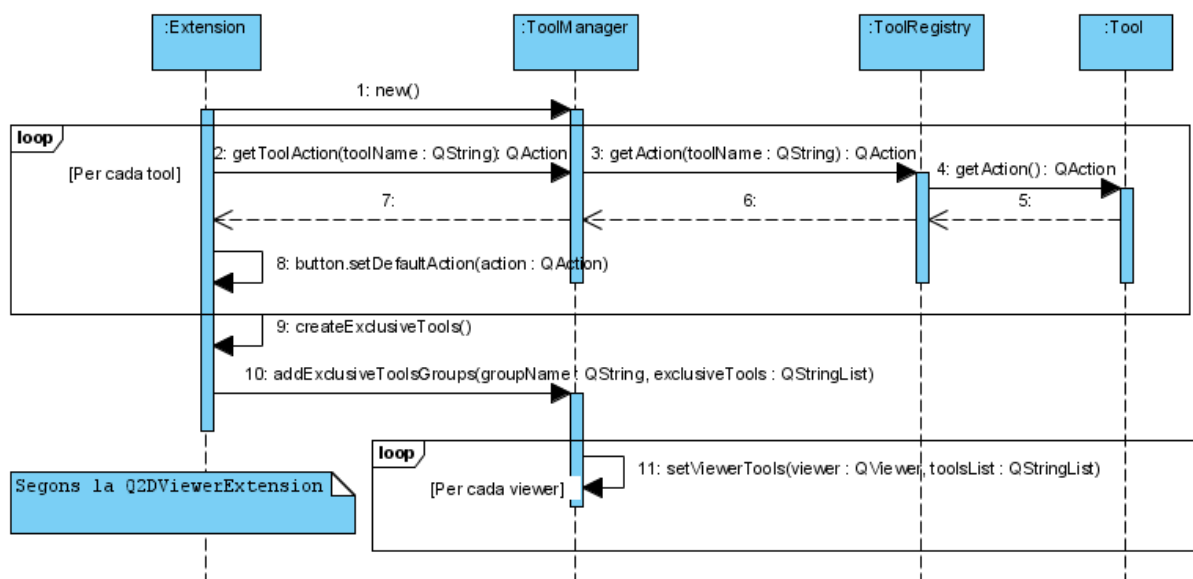 :Extension
:ToolManager
:ToolRegistry
:Tool
1: new()
loop
[Per cada tool]
2: getToolAction(toolName : QString): QAction
3: getAction(toolName : QString) : QAction
4: getAction() : QAction
7:
6:
5:
8: button.setDefaultAction(action : QAction)
9: createExclusiveTools()
10: addExclusiveToolsGroups(groupName : QString, exclusiveTools : QStringList)
loop
[Per cada viewer]
11: setViewerTools(viewer : QViewer, toolsList : QStringList)
Segons la Q2DViewerExtension